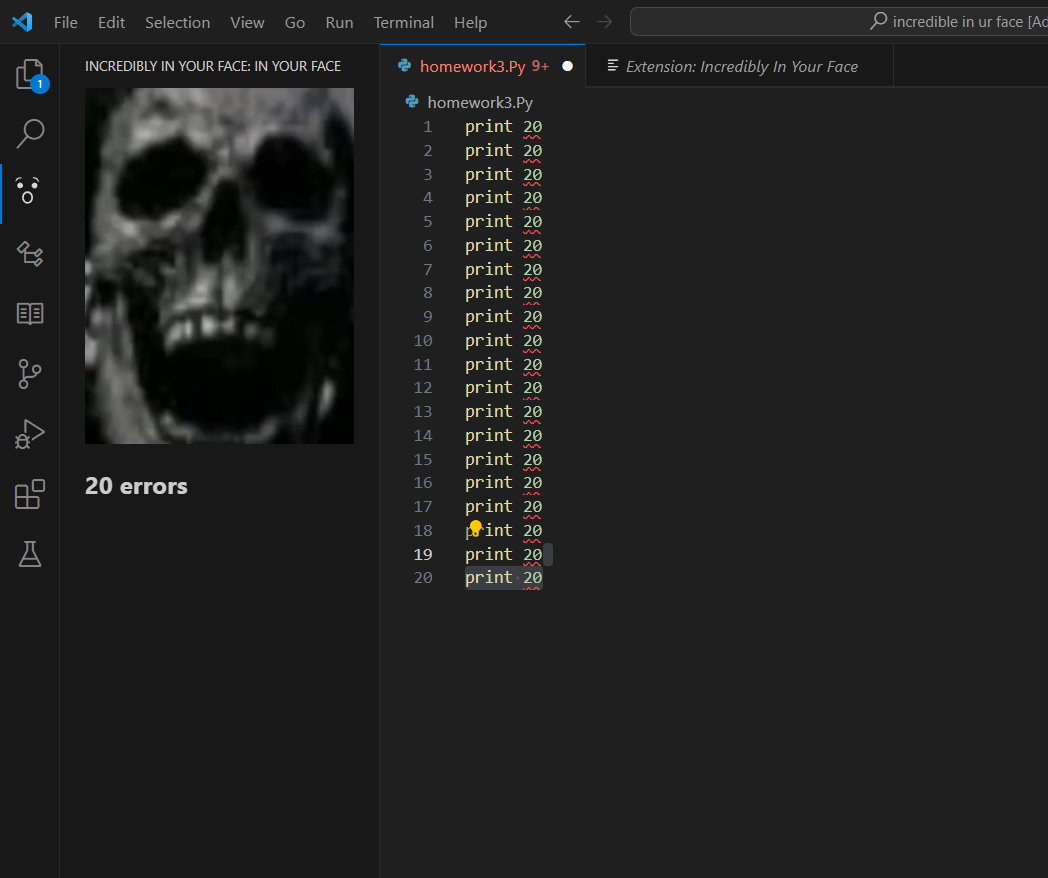 File Edit Selection View Go Run Terminal Help
incredible in ur face [Ad
1
INCREDIBLY IN YOUR FACE: IN YOUR FACE
20 errors
homework3.Py 9+
Extension: Incredibly In Your Face
homework3.Py
1 print 20
2 print 20
3 print 20
4 print 20
5 print 20
6 print 20
7 print 20
8 print 20
9 print 20
10 print 20
11 print 20
12 print 20
13 print 20
14 print 20
15 print 20
16 print 20
17 print 20
18 print 20
19 print 20
20 print 20